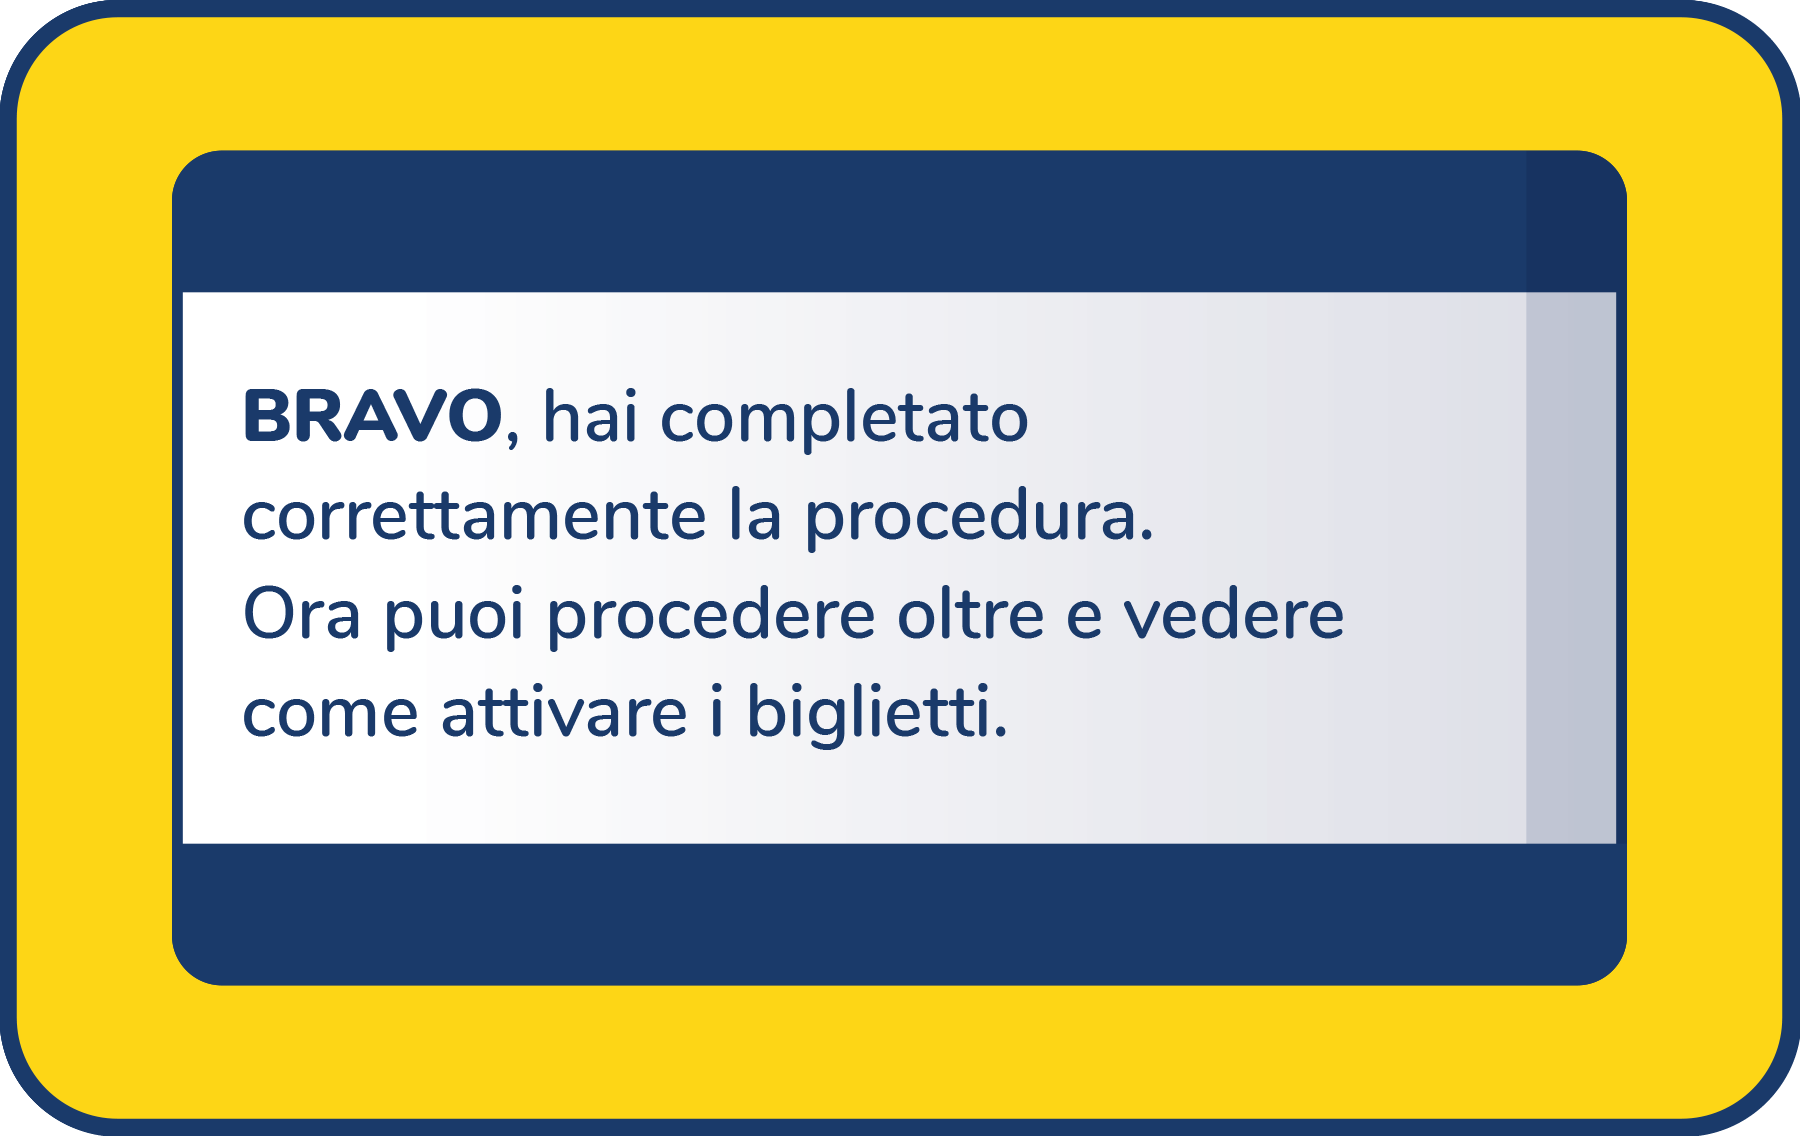 BRAVO, hai completato
correttamente la procedura.
Ora puoi procedere oltre e vedere
come attivare i biglietti.